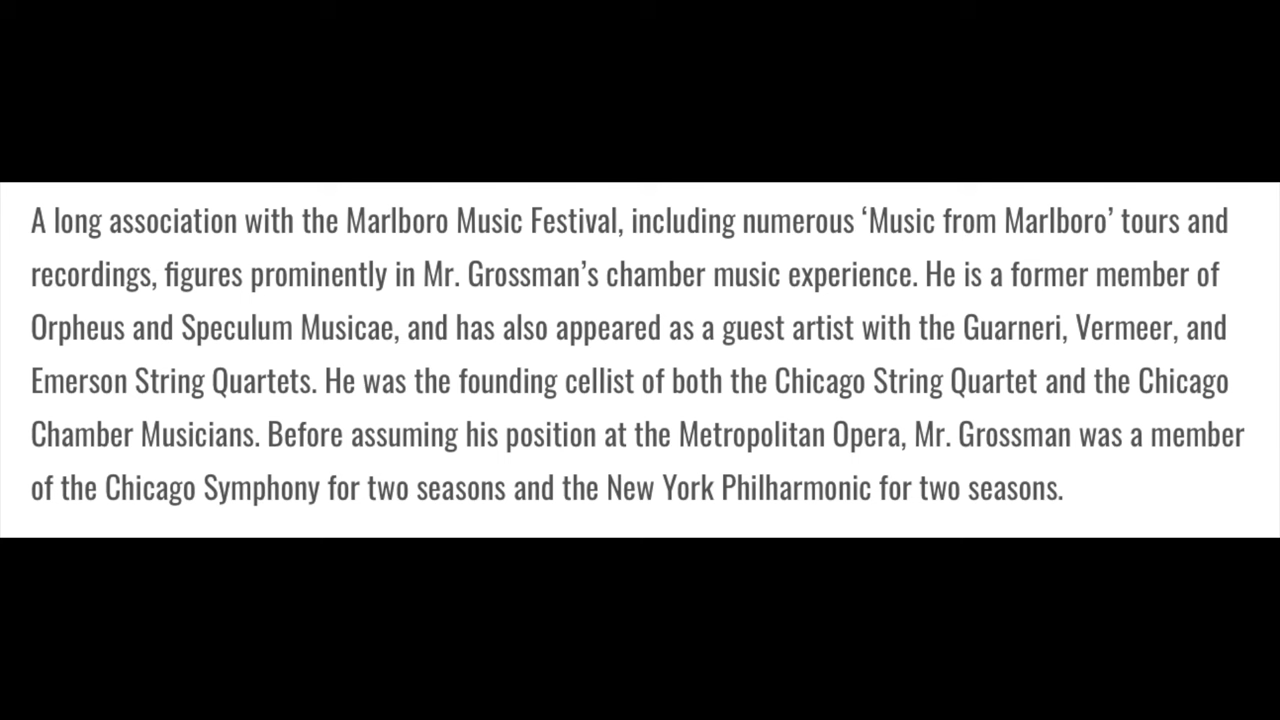 A long association with the Marlboro Music Festival, including numerous ‘Music from Marlboro’ tours and
recordings, figures prominently in Mr. Grossman’s chamber music experience. He is a former member of
Orpheus and Speculum Musicae, and has also appeared as a guest artist with the Guarneri, Vermeer, and
Emerson String Quartets. He was the founding cellist of both the Chicago String Quartet and the Chicago
Chamber Musicians. Before assuming his position at the Metropolitan Opera, Mr. Grossman was a member
of the Chicago Symphony for two seasons and the New York Philharmonic for two seasons.